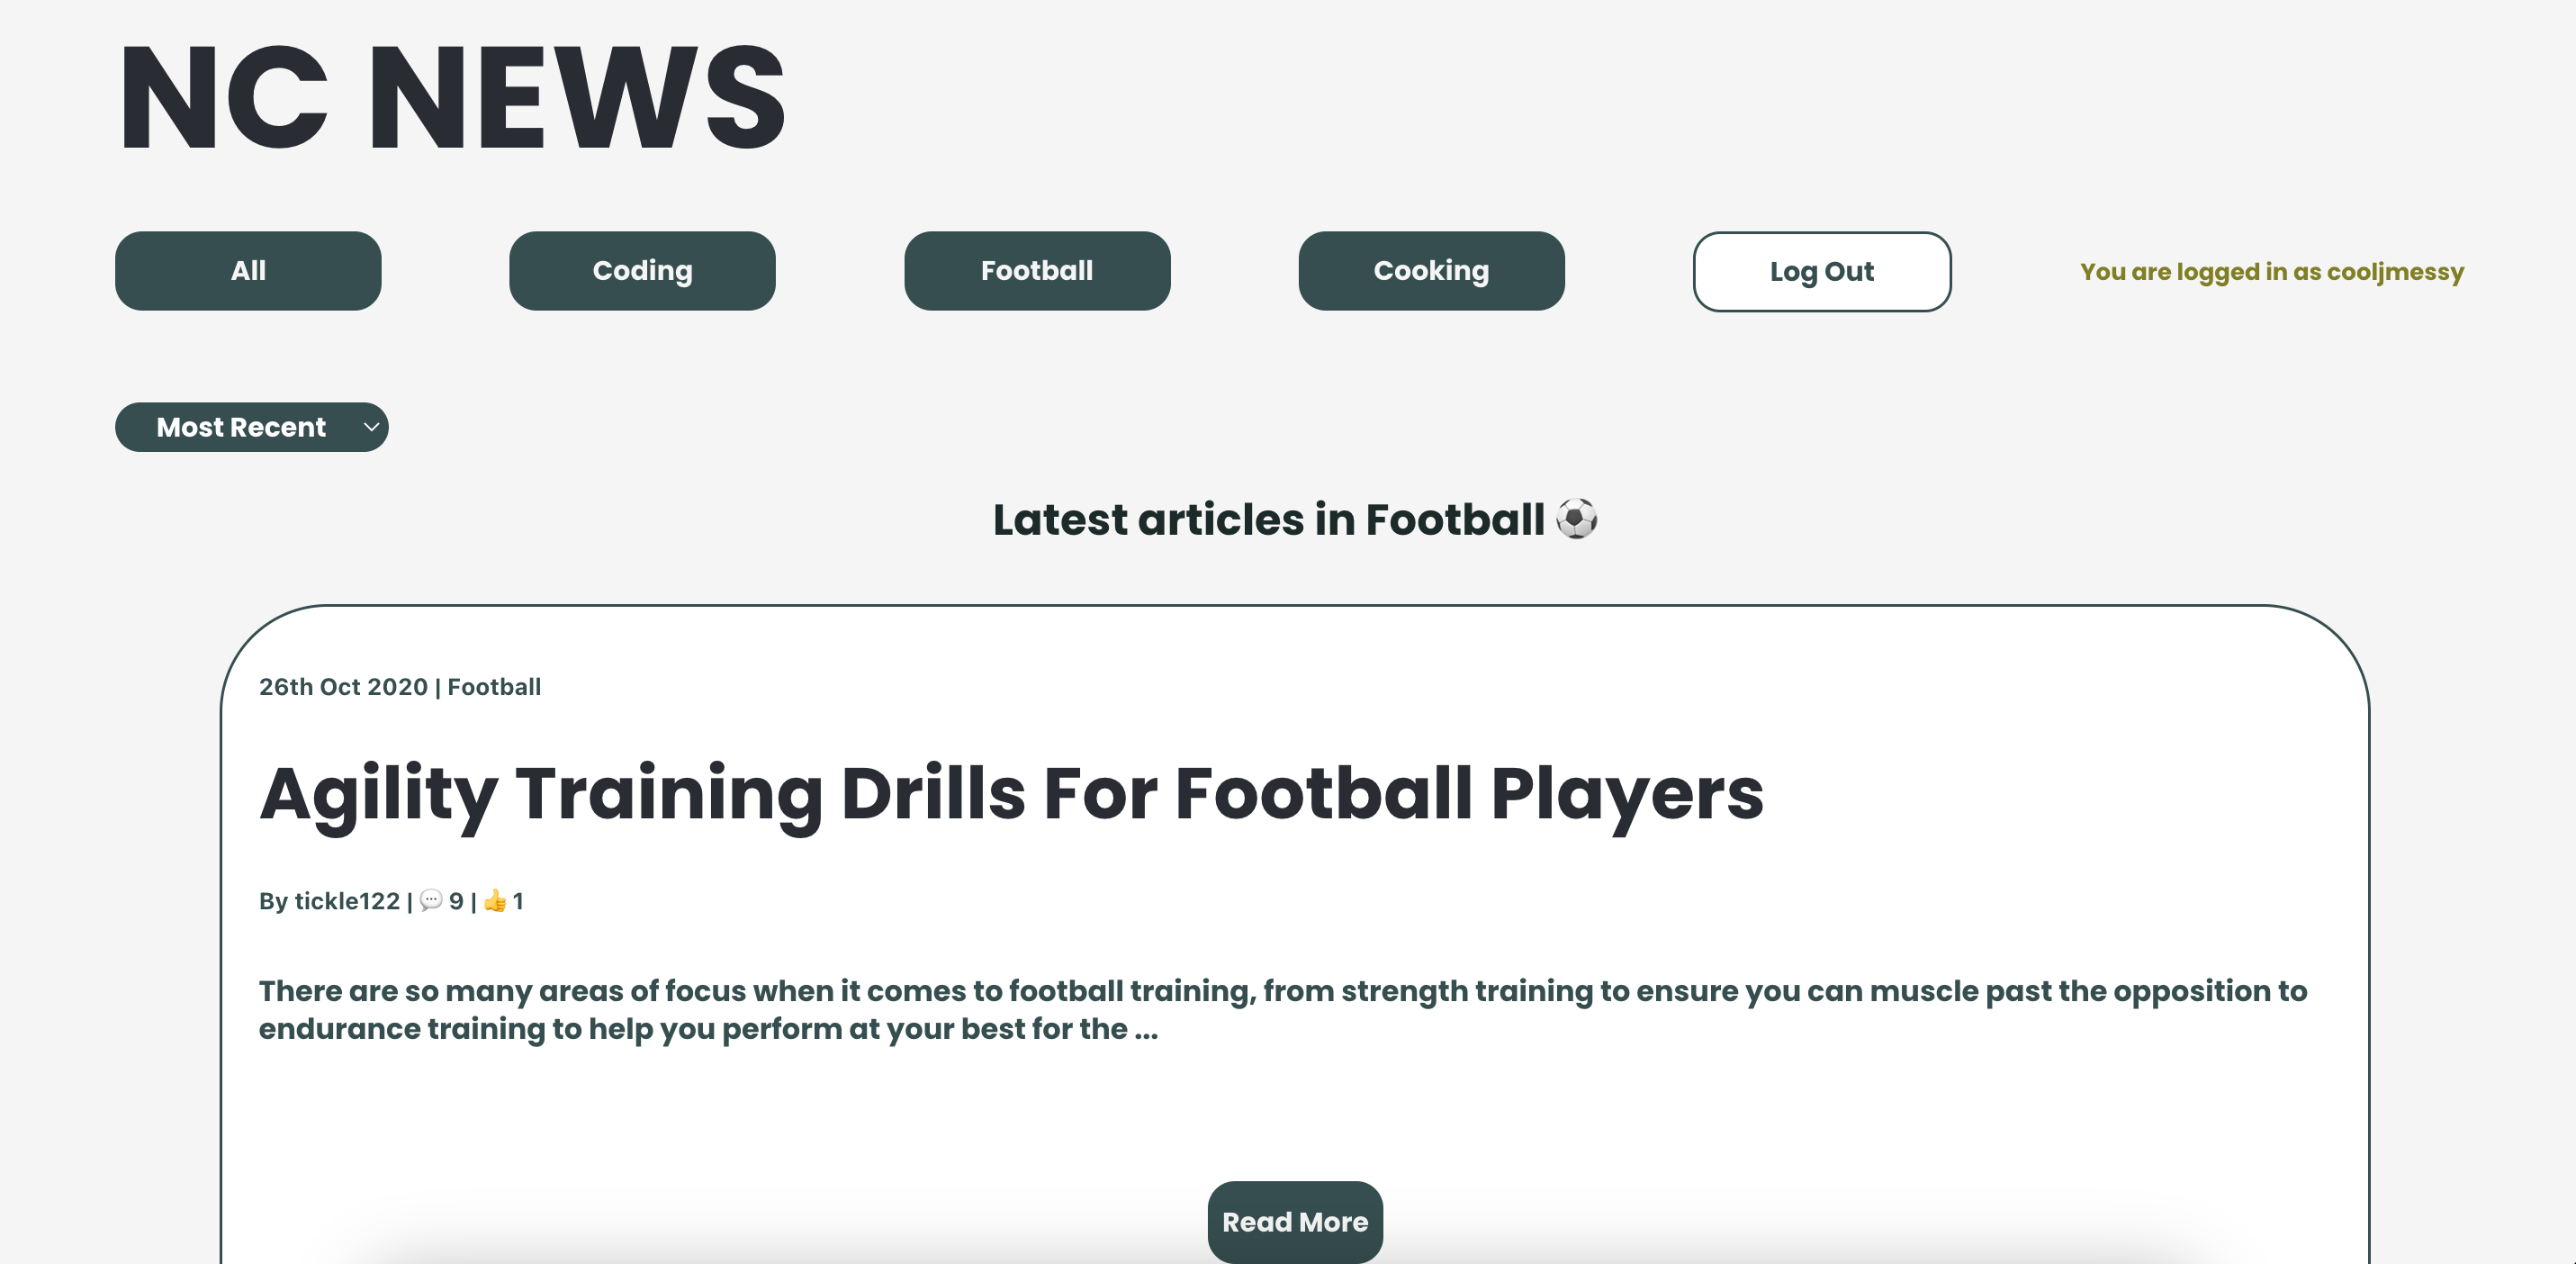 NC NEWS
All
Coding
Football
Cooking
Log Out
You are logged in as cooljmessy
Most Recent
Latest articles in Football ⚽
26th Oct 2020 | Football
Agility Training Drills For Football Players
By tickle122 | 💬 9 | 👍 1
There are so many areas of focus when it comes to football training, from strength training to ensure you can muscle past the opposition to
endurance training to help you perform at your best for the ...
Read More